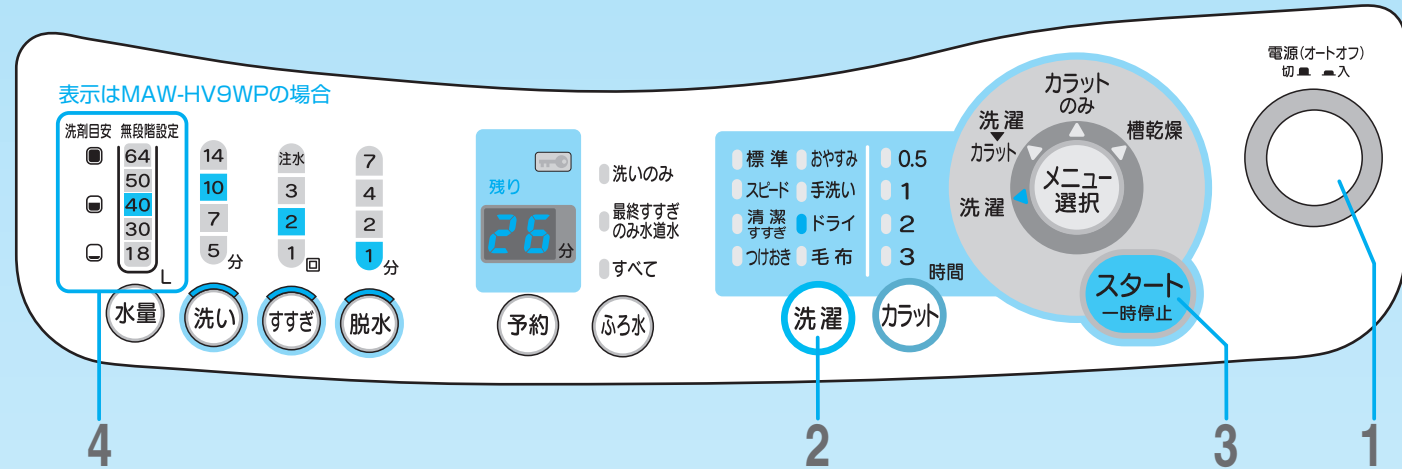 電源(オートオフ)
切 入
表示はMAW-HV9WPの場合
洗剤目安 無段階設定
64
50
40
30
18
L
水量
14
10
7
5
分
洗い
注水
3
2
1
回
すすぎ
7
4
2
1
分
脱水
残り
26分
予約
洗いのみ
最終すすぎ
のみ水道水
すべて
ふろ水
標準 おやすみ
スピード 手洗い
清潔
すすぎ
ドライ
つけおき 毛布
洗濯
0.5
1
2
3
時間
カラット
カラット
のみ
洗濯
カラット
槽乾燥
洗濯
メニュー
選択
スタート
一時停止
4
2
3
1